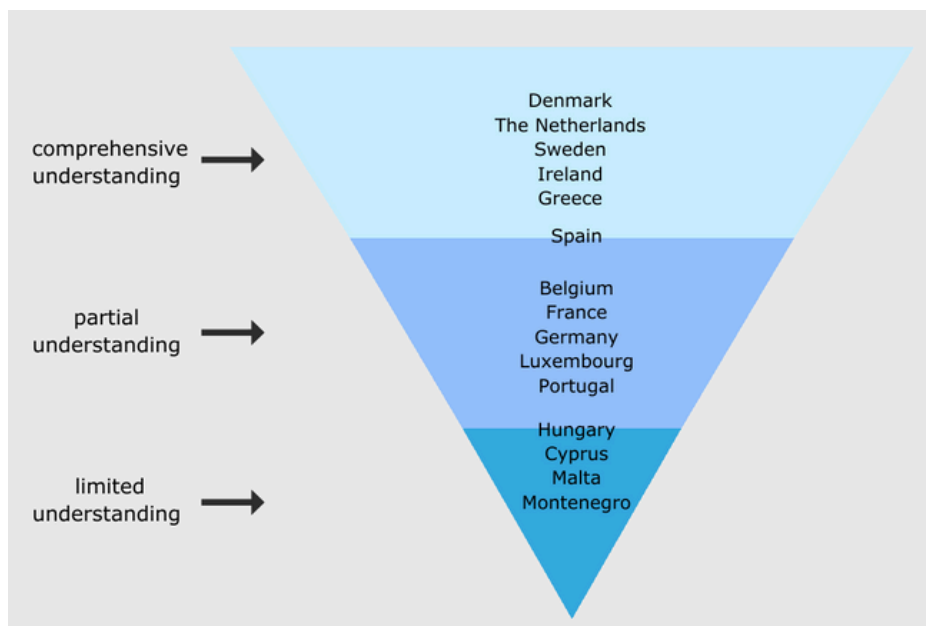 comprehensive
understanding
Denmark
The Netherlands
Sweden
Ireland
Greece
Spain
partial
understanding
Belgium
France
Germany
Luxembourg
Portugal
limited
understanding
Hungary
Cyprus
Malta
Montenegro